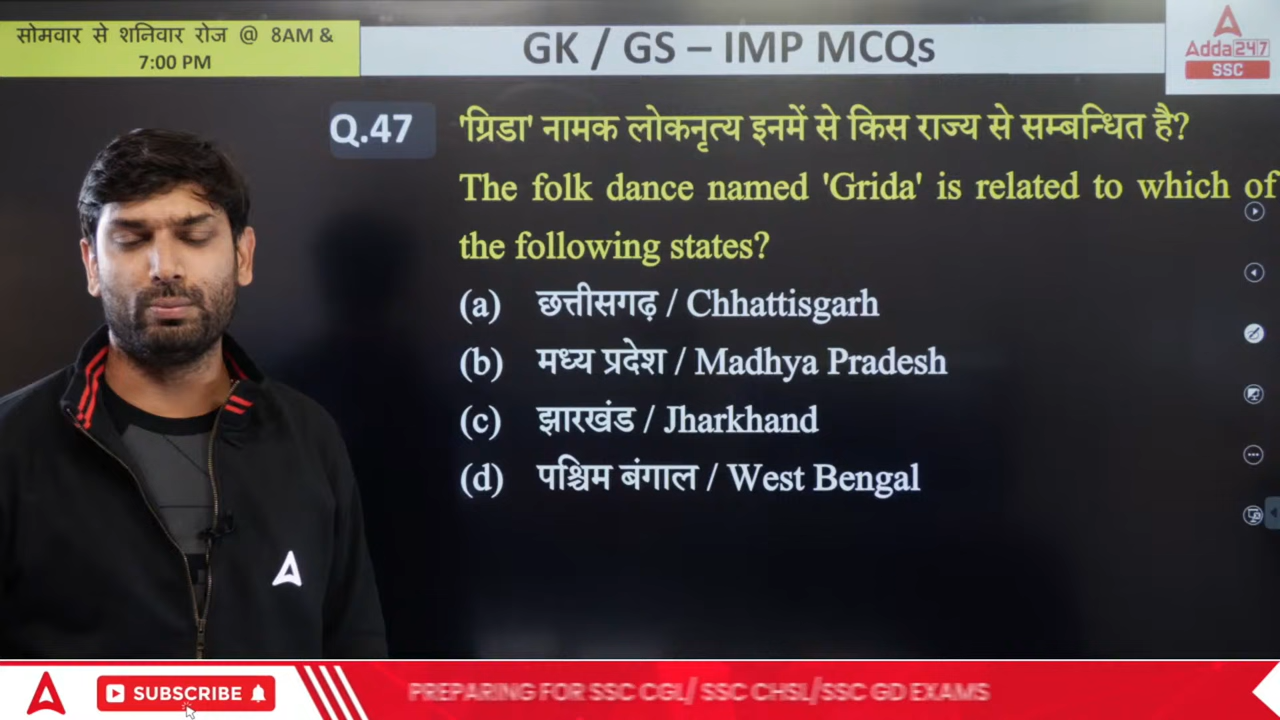 सोमवार से शनिवार रोज @ 8AM &
7:00 PM
GK / GS – IMP MCQs
Adda247
SSC
Q.47
'ग्रिडा' नामक लोकनृत्य इनमें से किस राज्य से सम्बन्धित है?
The folk dance named 'Grida' is related to which of
the following states?
(a) छत्तीसगढ़ / Chhattisgarh
(b) मध्य प्रदेश / Madhya Pradesh
(c) झारखंड / Jharkhand
(d) पश्चिम बंगाल / West Bengal
SUBSCRIBE
PREPARING FOR SSC CGL/ SSC CHSL/SSC GD EXAMS